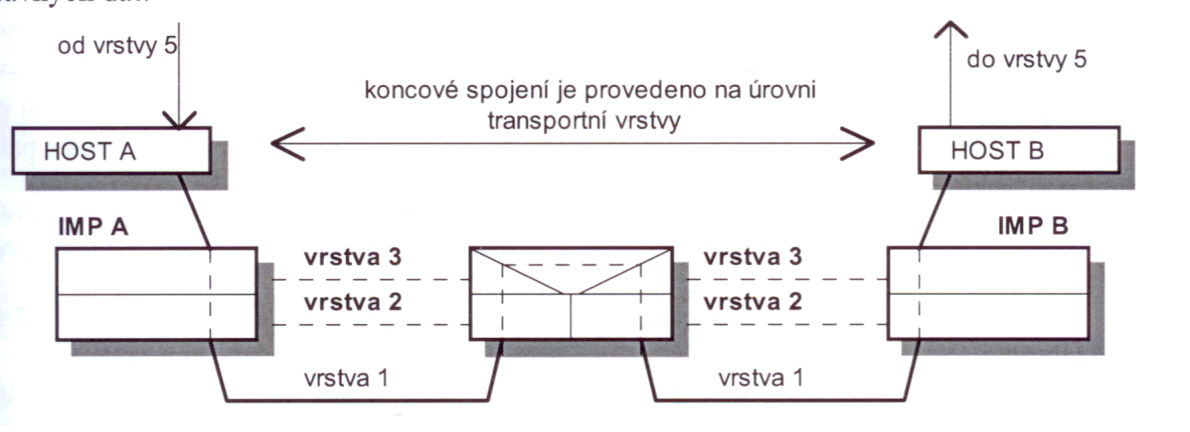 od vrstvy 5
do vrstvy 5
koncové spojení je provedeno na úrovni
transportní vrstvy
HOST A
HOST B
IMP A
IMP B
vrstva 3
vrstva 3
vrstva 2
vrstva 2
vrstva 1
vrstva 1